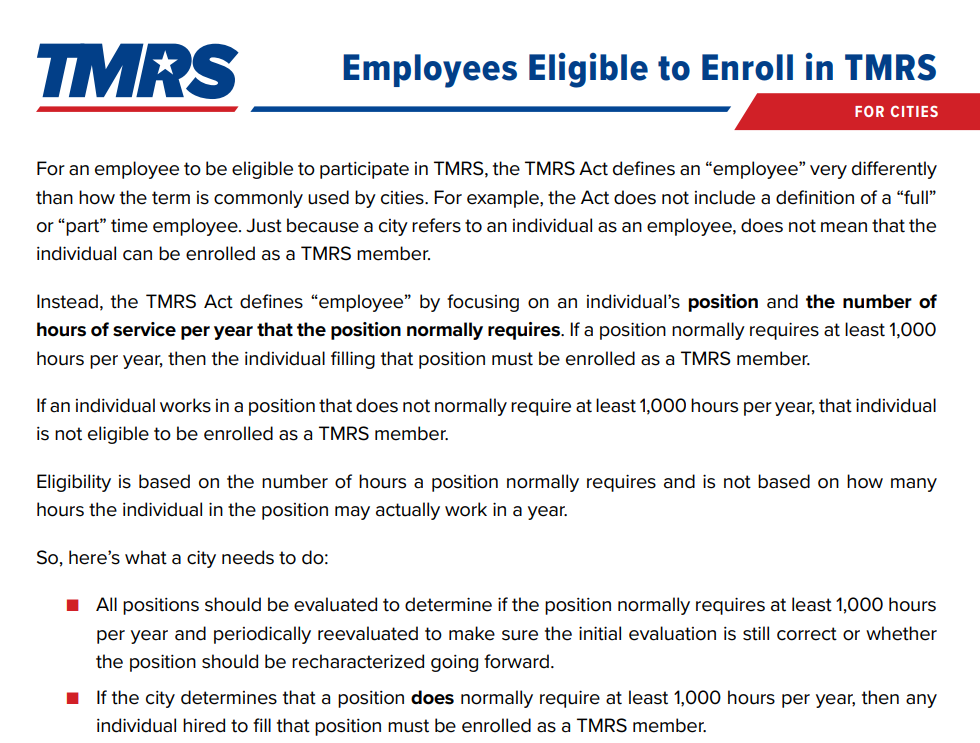 TMRS
Employees Eligible to Enroll in TMRS
FOR CITIES
For an employee to be eligible to participate in TMRS, the TMRS Act defines an “employee” very differently
than how the term is commonly used by cities. For example, the Act does not include a definition of a “full”
or “part” time employee. Just because a city refers to an individual as an employee, does not mean that the
individual can be enrolled as a TMRS member.
Instead, the TMRS Act defines “employee” by focusing on an individual’s position and the number of
hours of service per year that the position normally requires. If a position normally requires at least 1,000
hours per year, then the individual filling that position must be enrolled as a TMRS member.
If an individual works in a position that does not normally require at least 1,000 hours per year, that individual
is not eligible to be enrolled as a TMRS member.
Eligibility is based on the number of hours a position normally requires and is not based on how many
hours the individual in the position may actually work in a year.
So, here’s what a city needs to do:
■ All positions should be evaluated to determine if the position normally requires at least 1,000 hours
per year and periodically reevaluated to make sure the initial evaluation is still correct or whether
the position should be recharacterized going forward.
■ If the city determines that a position does normally require at least 1,000 hours per year, then any
individual hired to fill that position must be enrolled as a TMRS member.